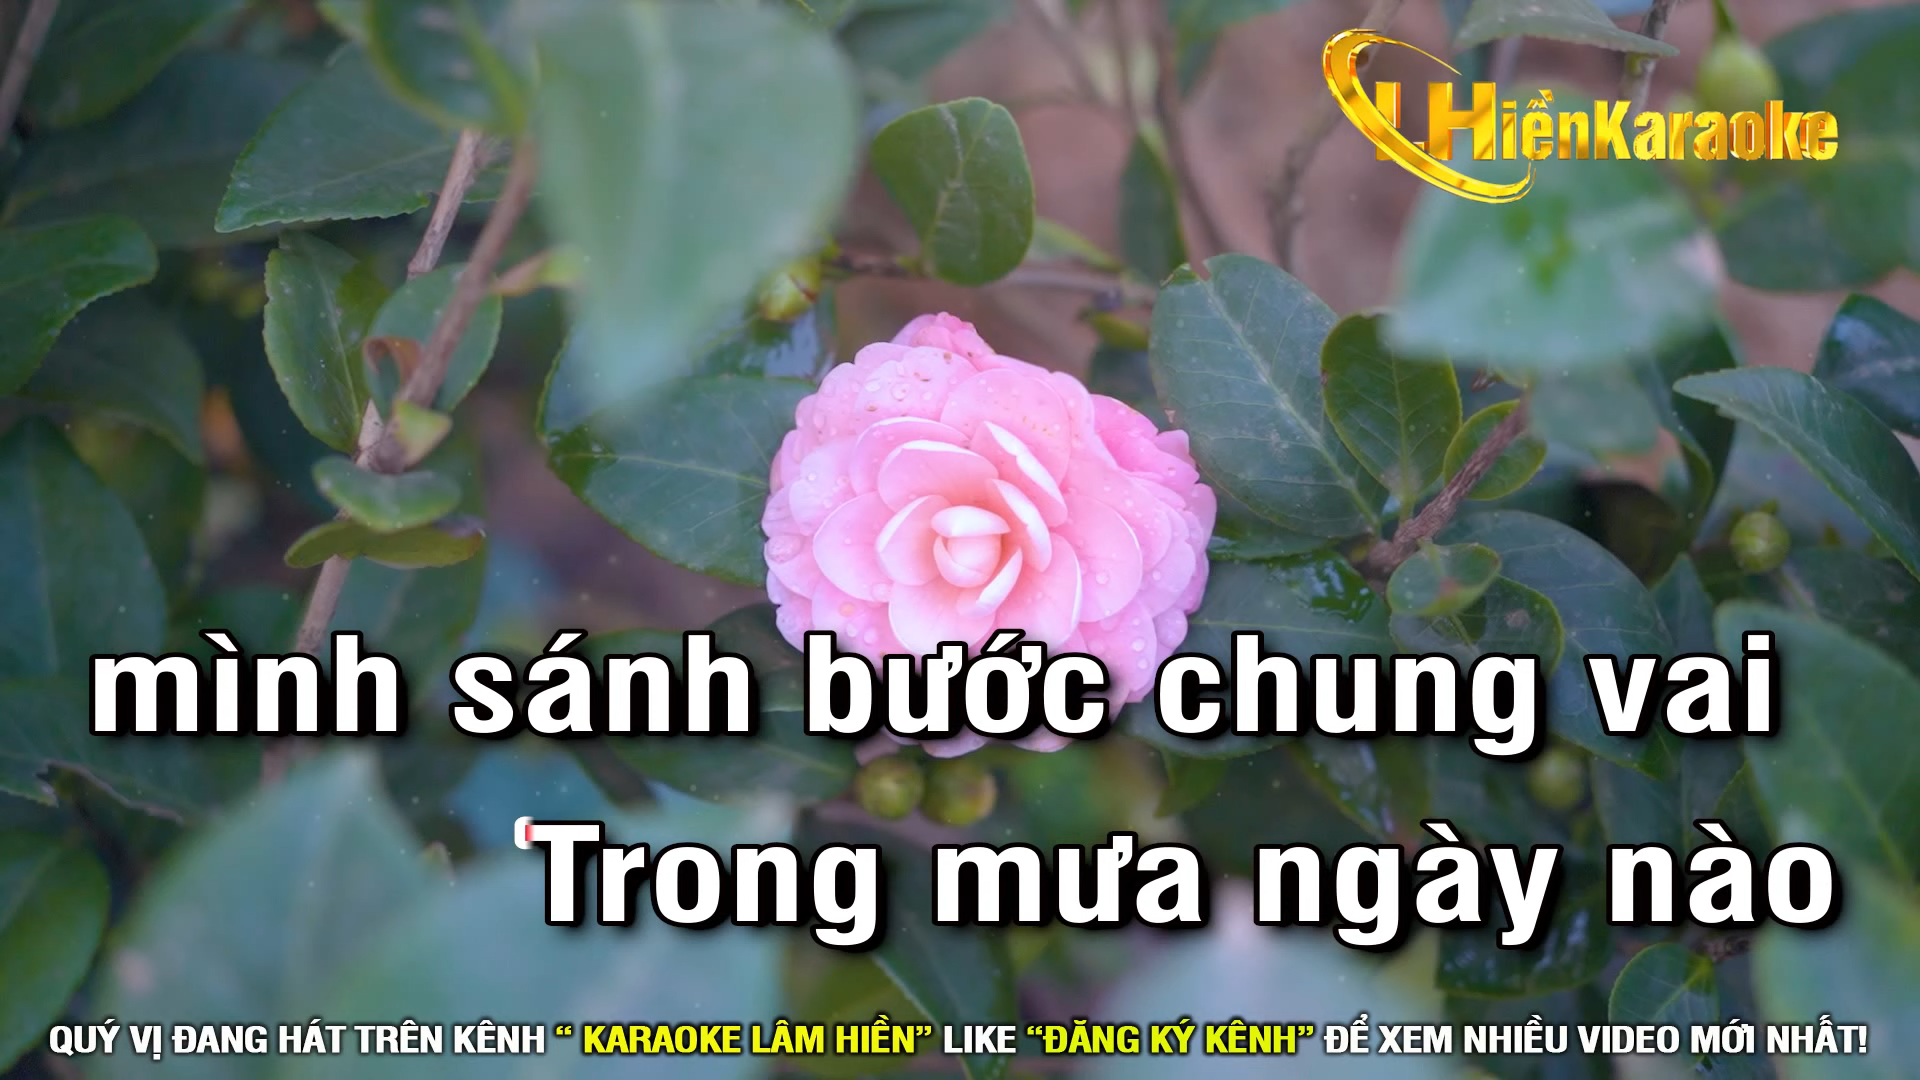 LHiềnKaraoke
mình sánh bước chung vai
Trong mưa ngày nào
QUÝ VỊ ĐANG HÁT TRÊN KÊNH “ KARAOKE LÂM HIỀN” LIKE “ĐĂNG KÝ KÊNH” ĐỂ XEM NHIỀU VIDEO MỚI NHẤT!